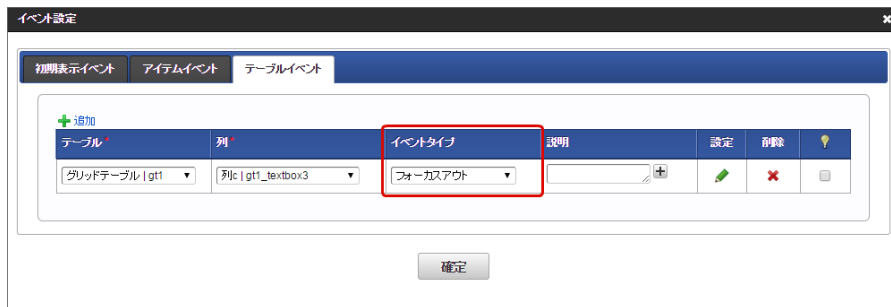 イベント設定
初期表示イベント アイテムイベント テーブルイベント
追加
テーブル* 列* イベントタイプ 説明 設定 削除
グリッドテーブル | gt1 列c | gt1_textbox3 フォーカスアウト
確定